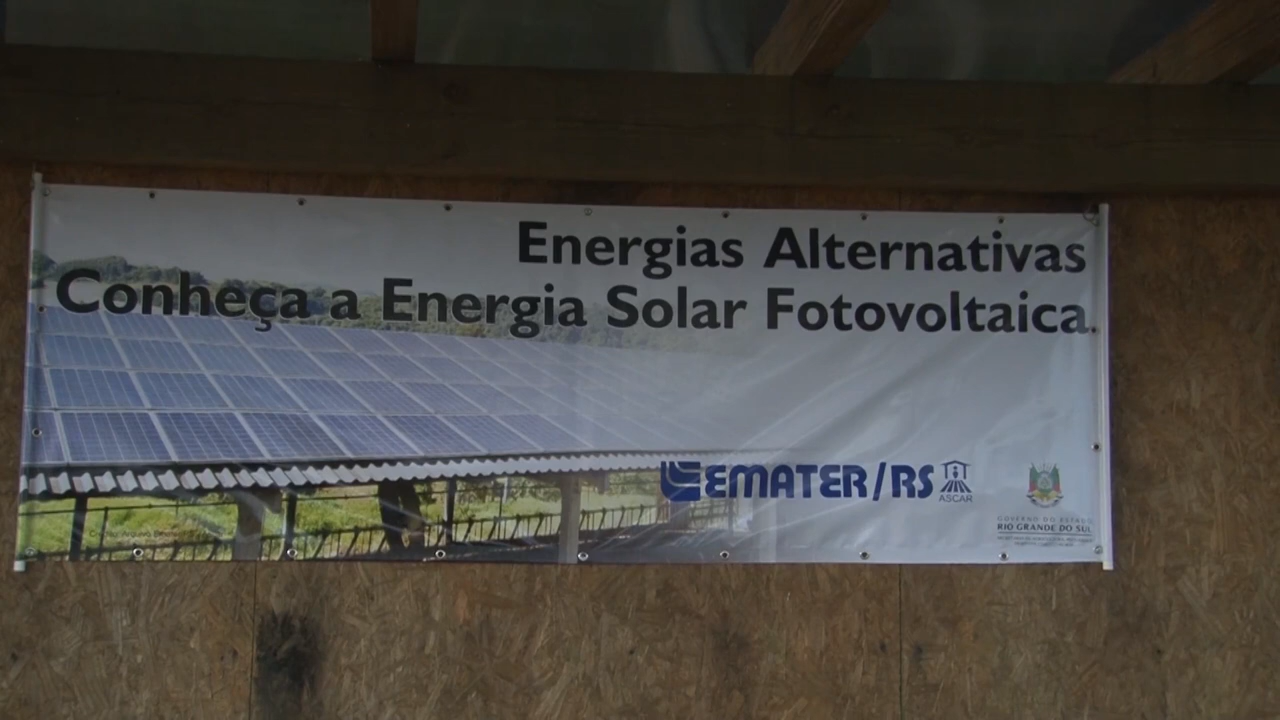 Energias Alternativas
Conheça a Energia Solar Fotovoltaica.
EMATER/RS
ASCAR
GOVERNO DO ESTADO
RIO GRANDE DO SUL